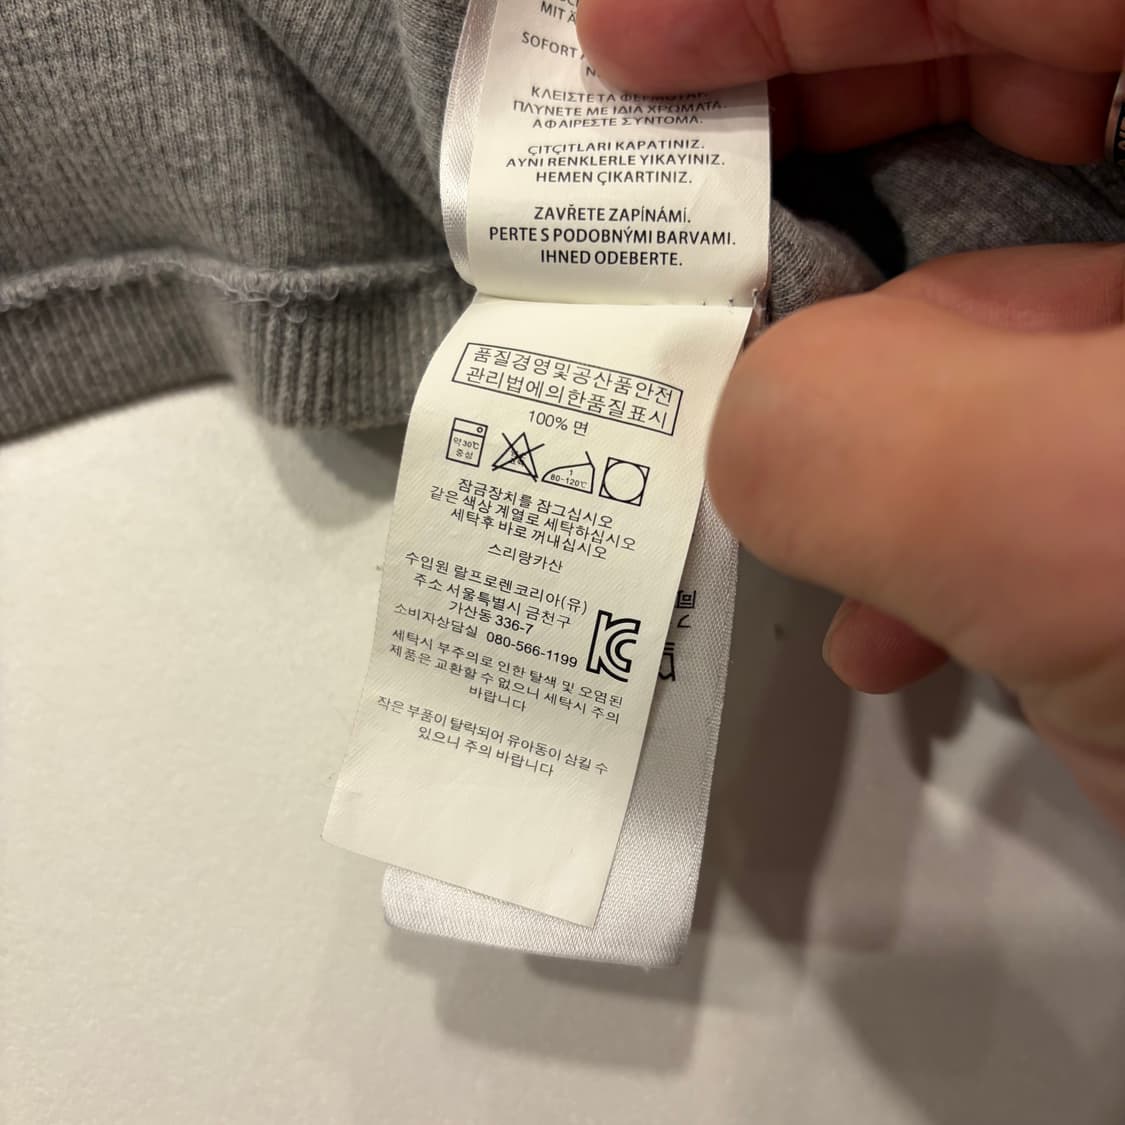 MIT
SOFORT
ΚΛΕΙΣΤΕ ΤΑ ΦΕΡΜΟΥΑΡ.
ΠΛΥΝΕΤΕ ΜΕ ΙΔΙΑ ΧΡΩΜΑΤΑ.
ΑΦΑΙΡΕΣΤΕ ΣΥΝΤΟΜΑ.
ÇITÇITLARI KAPATINIZ.
AYNI RENKLERLE YIKAYINIZ.
HEMEN ÇIKARTINIZ.
ZAVŘETE ZAPÍNÁMÍ.
PERTE S PODOBNÝMI BARVAMI.
IHNED ODEBERTE.
품질경영및공산품안전
관리법에의한품질표시
100% 면
약30℃
중성
1
80~120℃
잠금장치를 잠그십시오
같은 색상 계열로 세탁하십시오
세탁후 바로 꺼내십시오
스리랑카산
수입원 랄프로렌코리아(유)
주소 서울특별시 금천구
가산동 336-7
소비자상담실 080-566-1199
세탁시 부주의로 인한 탈색 및 오염된
제품은 교환할 수 없으니 세탁시 주의
바랍니다
작은 부품이 탈락되어 유아동이 삼킬 수
있으니 주의 바랍니다